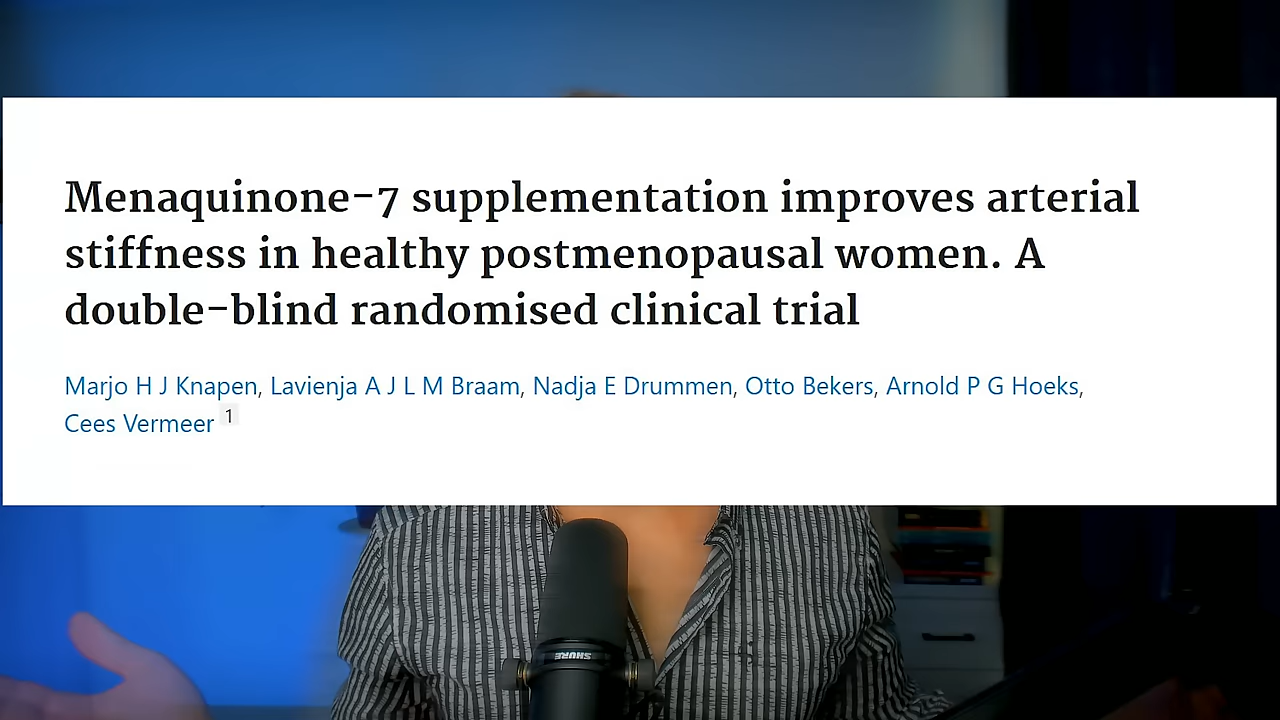 Menaquinone-7 supplementation improves arterial
stiffness in healthy postmenopausal women. A
double-blind randomised clinical trial
Marjo H J Knapen, Lavienja A J L M Braam, Nadja E Drummen, Otto Bekers, Arnold P G Hoeks,
Cees Vermeer 1
SHURE